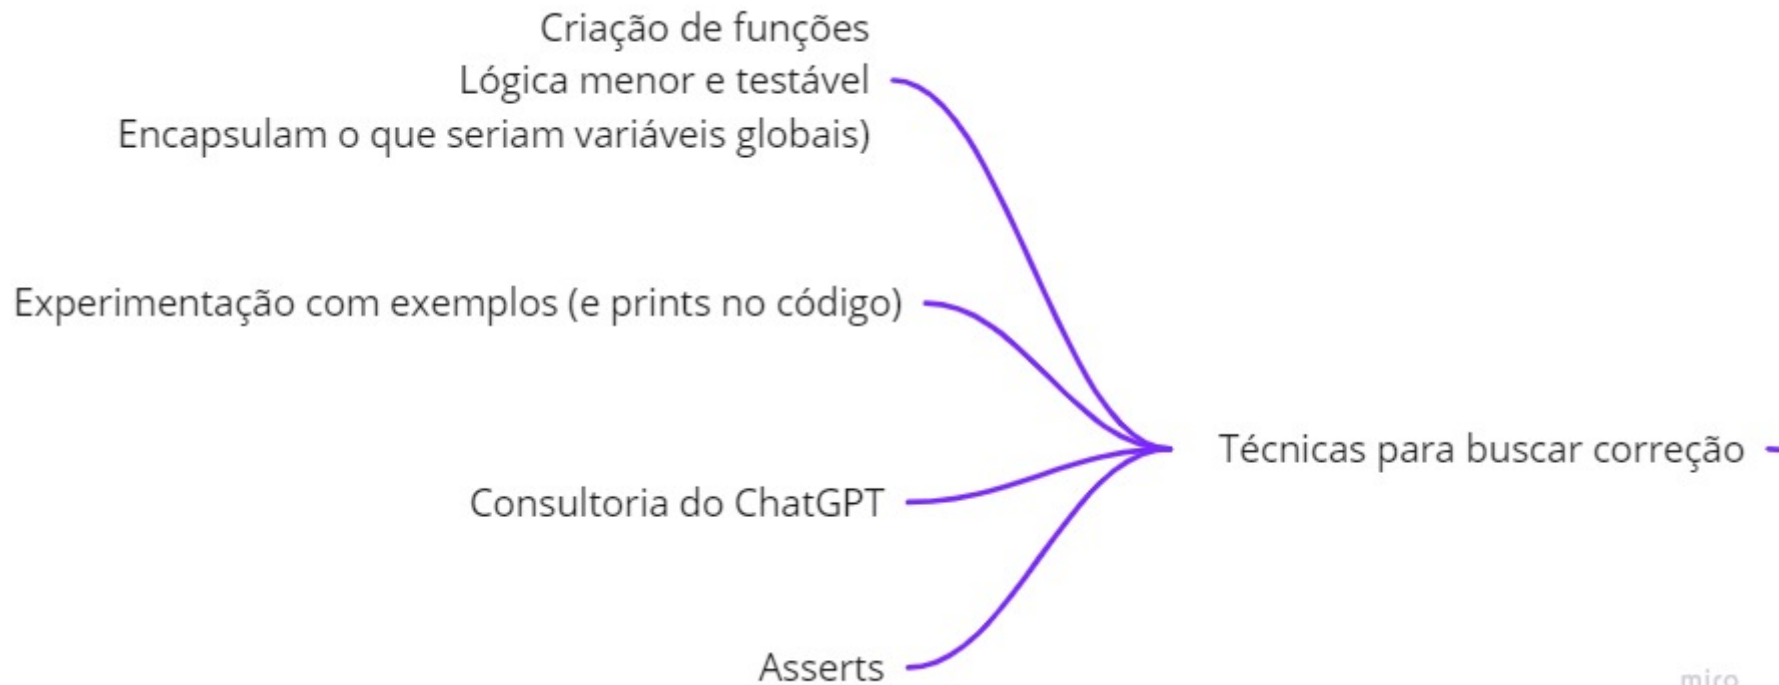 Criação de funções
Lógica menor e testável
Encapsulam o que seriam variáveis globais)
Experimentação com exemplos (e prints no código)
Técnicas para buscar correção
Consultoria do ChatGPT
Asserts
miro